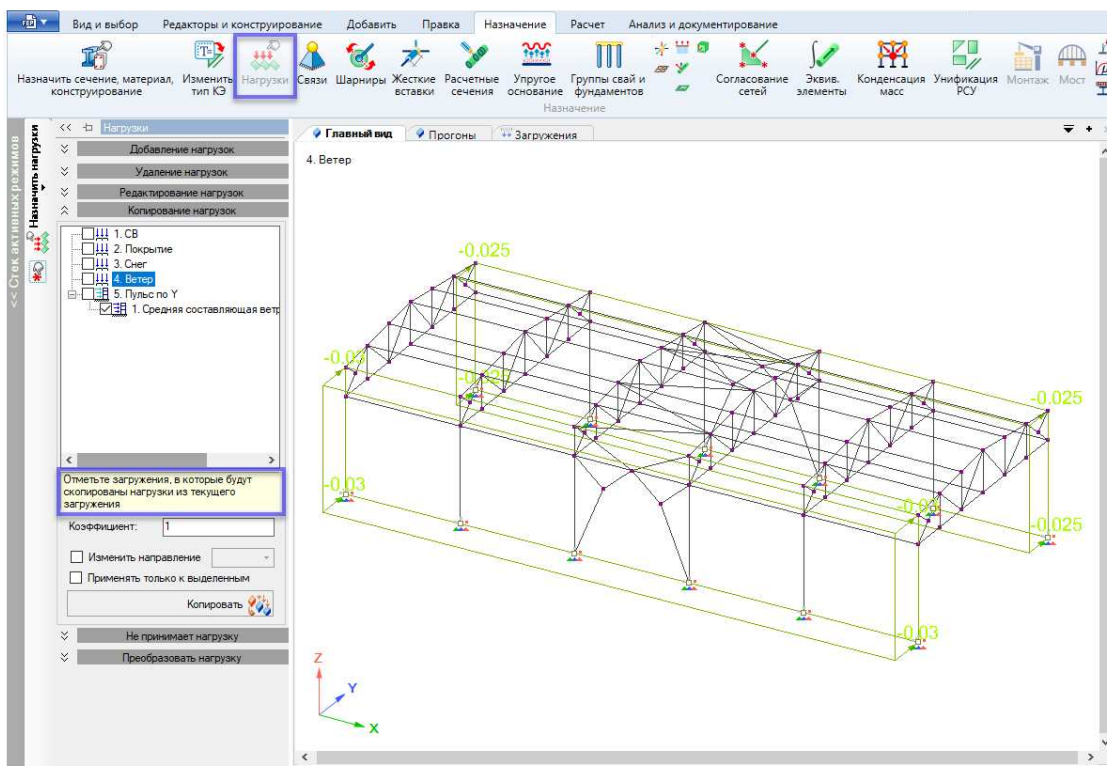 Вид и выбор Редакторы и конструирование Добавить Правка Назначение Расчет Анализ и документирование
Назначить сечение, материал, конструирование
Изменить тип КЭ
Нагрузки
Связи
Шарниры
Жесткие вставки
Расчетные сечения
Упругое основание
Группы свай и фундаментов
Согласование сетей
Эквив. элементы
Конденсация масс
Унификация РСУ
Монтаж
Мост
Назначение
<< Стек активных режимов
Назначить нагрузки
<< Нагрузки
Добавление нагрузок
Удаление нагрузок
Редактирование нагрузок
Копирование нагрузок
1. СВ
2. Покрытие
3. Снег
4. Ветер
5. Пульс по Y
1. Средняя составляющая
Отметьте загружения, в которые будут
скопированы нагрузки из текущего
загружения
Коэффициент: 1
Изменить направление
Применять только к выделенным
Копировать
Не принимает нагрузку
Преобразовать нагрузку
Главный вид Прогоны Загружения
4. Ветер
-0.025
-0.03
-0.025
-0.025
-0.03
-0.03
-0.025
-0.03
Z
Y
X